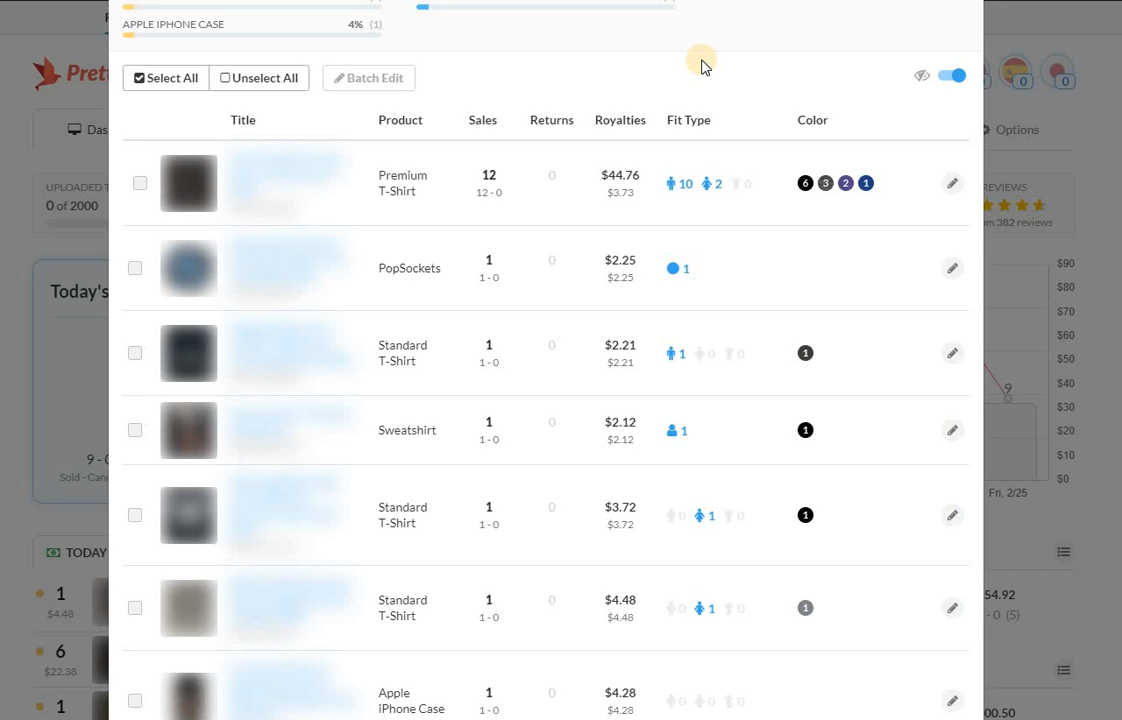 APPLE IPHONE CASE 4% (1)
Select All Unselect All Batch Edit
Title Product Sales Returns Royalties Fit Type Color
Premium T-Shirt 12 12 - 0 0 $44.76 $3.73 10 2 0 6 3 2 1
PopSockets 1 1 - 0 0 $2.25 $2.25 1
Standard T-Shirt 1 1 - 0 0 $2.21 $2.21 1 0 0 1
Sweatshirt 1 1 - 0 0 $2.12 $2.12 1 1
Standard T-Shirt 1 1 - 0 0 $3.72 $3.72 0 1 0 1
Standard T-Shirt 1 1 - 0 0 $4.48 $4.48 0 1 0 1
Apple iPhone Case 1 1 - 0 0 $4.28 $4.28 0 0 0
Prett
Das
UPLOADED T
0 of 2000
Today's
9 - 0
Sold - Canc
TODAY
1
$4.48
6
$22.38
1
0 0
Options
REVIEWS
om 382 reviews
$90
$80
$70
$60
$50
$40
$30
$20
$10
$0
9
Fri, 2/25
54.92
- 0 (5)
00.50